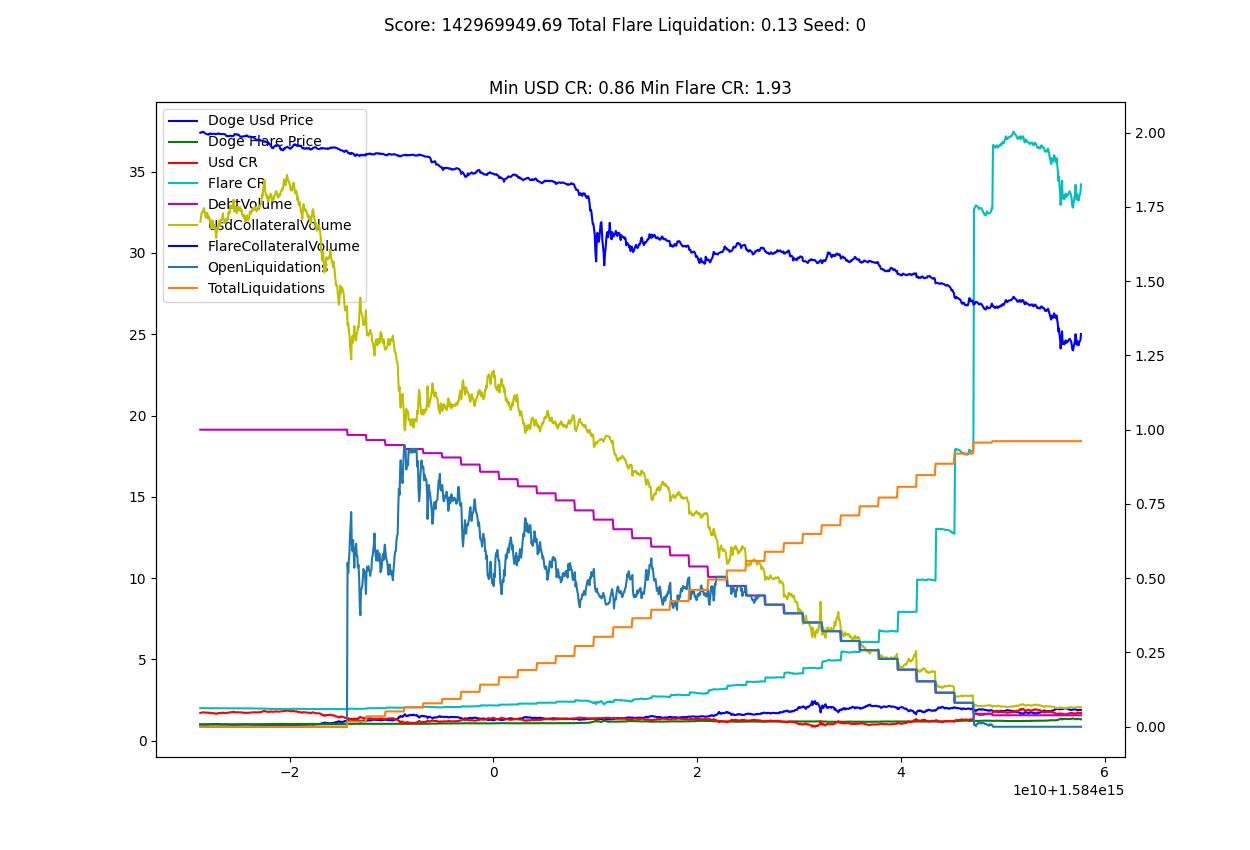 Score: 142969949.69 Total Flare Liquidation: 0.13 Seed: 0
Min USD CR: 0.86 Min Flare CR: 1.93
Doge Usd Price
Doge Flare Price
Usd CR
Flare CR
DebtVolume
UsdCollateralVolume
FlareCollateralVolume
OpenLiquidations
TotalLiquidations
35
30
25
20
15
10
5
0
2.00
1.75
1.50
1.25
1.00
0.75
0.50
0.25
0.00
−2
0
2
4
6
1e10+1.584e15